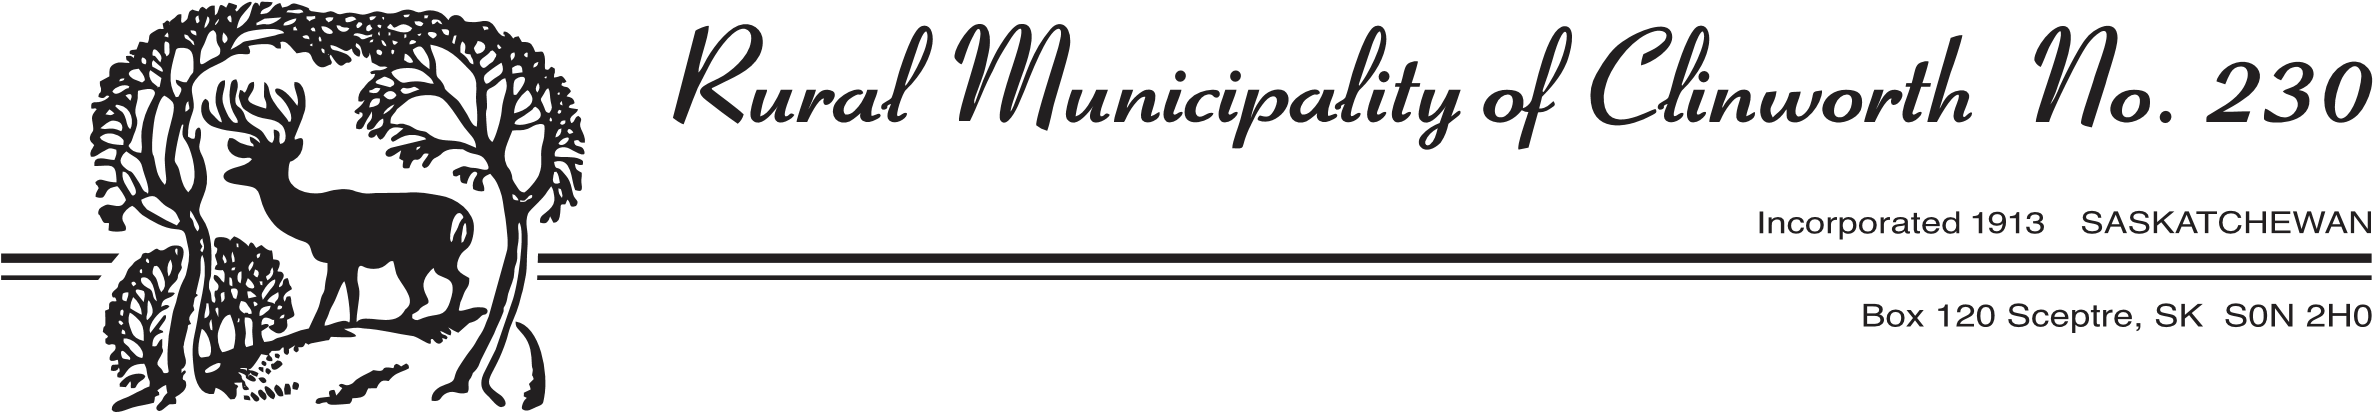 Rural Municipality of Clinworth No. 230
Incorporated 1913 SASKATCHEWAN
Box 120 Sceptre, SK S0N 2H0